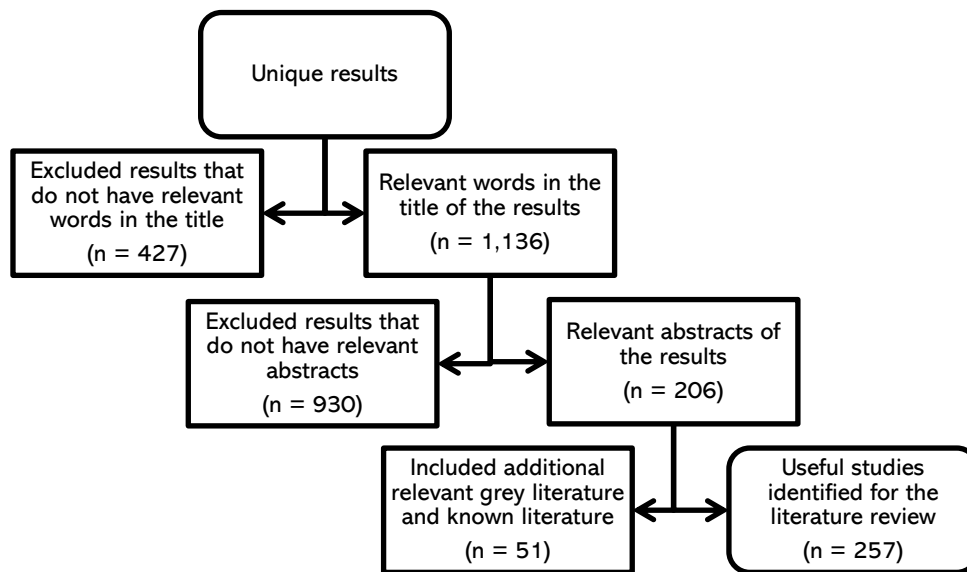 Unique results
Excluded results that
do not have relevant
words in the title
(n = 427)
Relevant words in the
title of the results
(n = 1,136)
Excluded results that
do not have relevant
abstracts
(n = 930)
Relevant abstracts of
the results
(n = 206)
Included additional
relevant grey literature
and known literature
(n = 51)
Useful studies
identified for the
literature review
(n = 257)